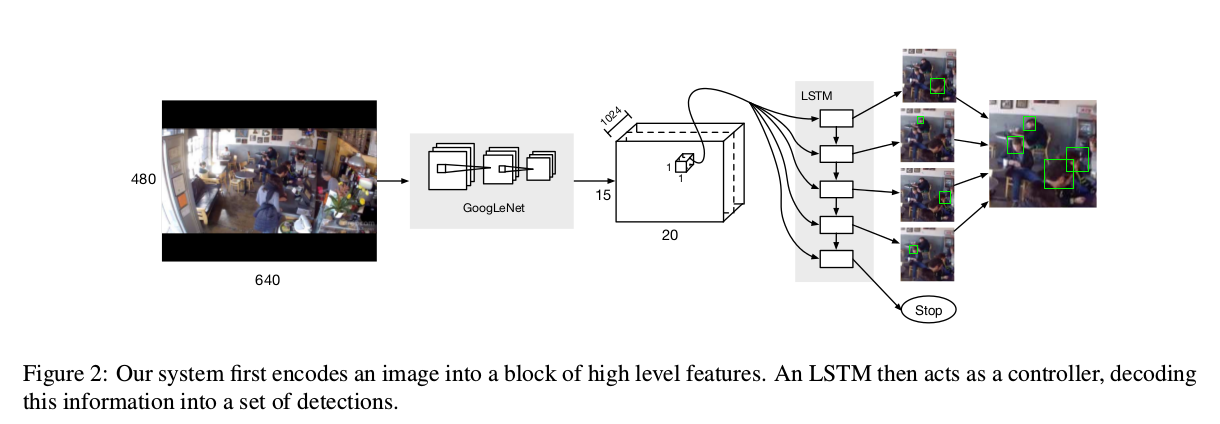 480
640
GoogLeNet
1024
15
20
1
1
LSTM
Stop
Figure 2: Our system first encodes an image into a block of high level features. An LSTM then acts as a controller, decoding
this information into a set of detections.